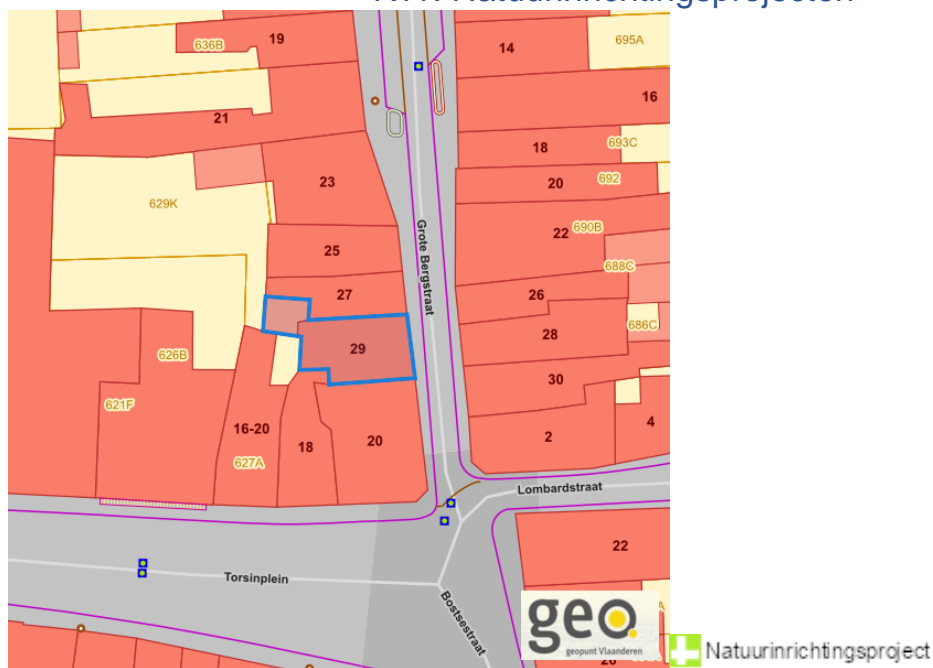 636B
19
14
695A
16
21
18
693C
23
20
692
629K
22
690B
25
Grote Bergstraat
688C
27
26
28
686C
29
626B
30
621F
16-20
18
20
2
4
627A
Lombardstraat
22
Torsinplein
Bostsestraat
geo
geopunt Vlaanderen
Natuurinrichtingsproject